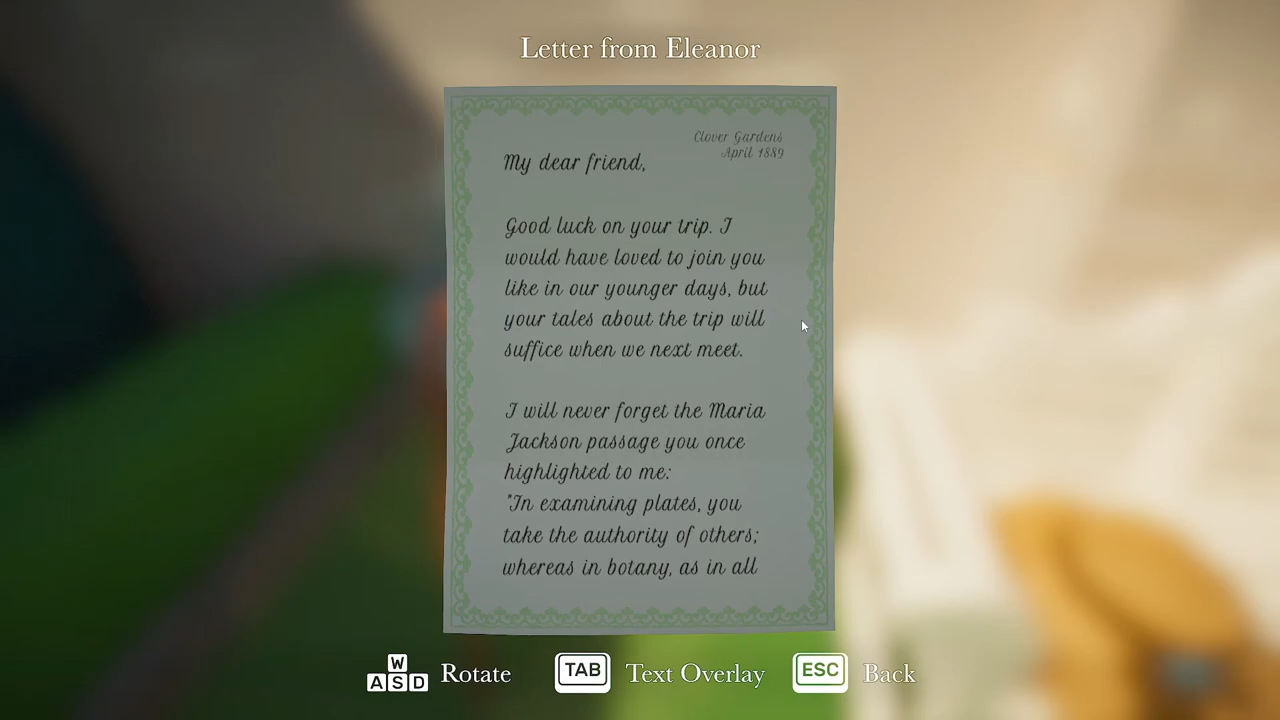 Letter from Eleanor
Clover Gardens
April 1889
My dear friend,
Good luck on your trip. I
would have loved to join you
like in our younger days, but
your tales about the trip will
suffice when we next meet.
I will never forget the Maria
Jackson passage you once
highlighted to me:
"In examining plates, you
take the authority of others;
whereas in botany, as in all
W
A S D Rotate TAB Text Overlay ESC Back